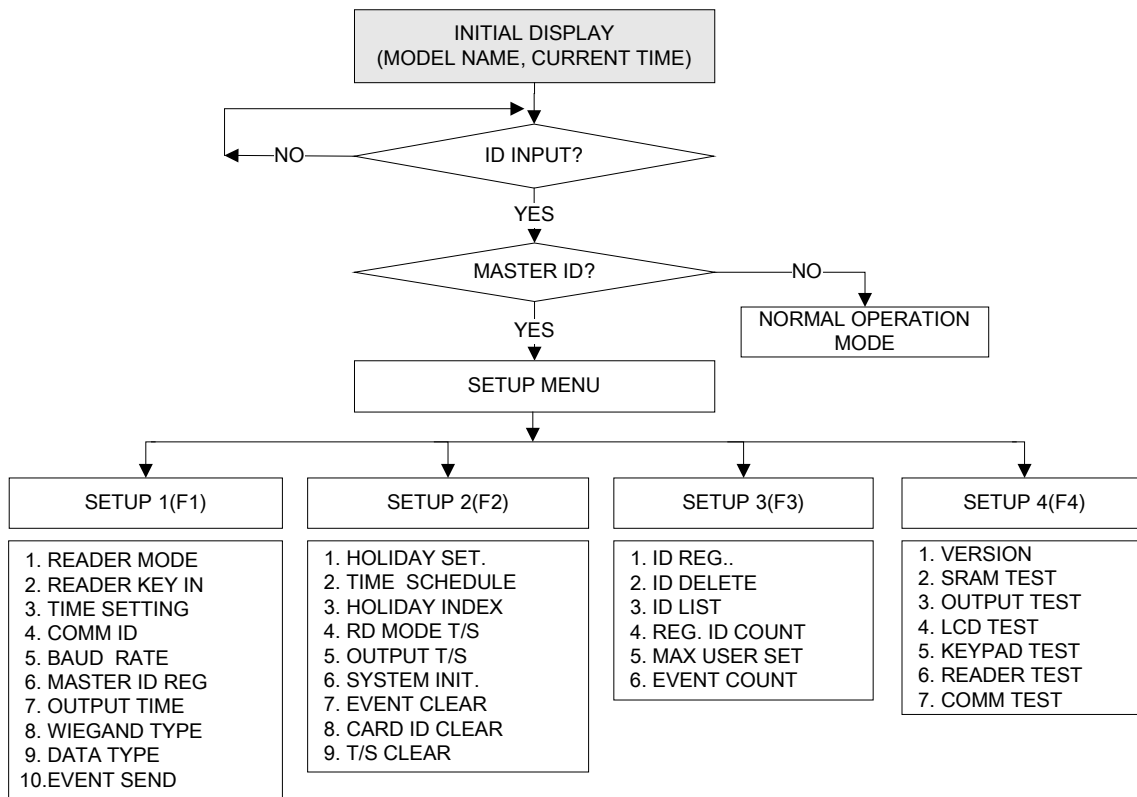 INITIAL DISPLAY
(MODEL NAME, CURRENT TIME)
NO
ID INPUT?
YES
MASTER ID?
NO
YES
NORMAL OPERATION
MODE
SETUP MENU
SETUP 1(F1)
1. READER MODE
2. READER KEY IN
3. TIME SETTING
4. COMM ID
5. BAUD  RATE
6. MASTER ID REG
7. OUTPUT TIME
8. WIEGAND TYPE
9. DATA TYPE
10.EVENT SEND
SETUP 2(F2)
1. HOLIDAY SET.
2. TIME  SCHEDULE
3. HOLIDAY INDEX
4. RD MODE T/S
5. OUTPUT T/S
6. SYSTEM INIT.
7. EVENT CLEAR
8. CARD ID CLEAR
9. T/S CLEAR
SETUP 3(F3)
1. ID REG..
2. ID DELETE
3. ID LIST
4. REG. ID COUNT
5. MAX USER SET
6. EVENT COUNT
SETUP 4(F4)
1. VERSION
2. SRAM TEST
3. OUTPUT TEST
4. LCD TEST
5. KEYPAD TEST
6. READER TEST
7. COMM TEST